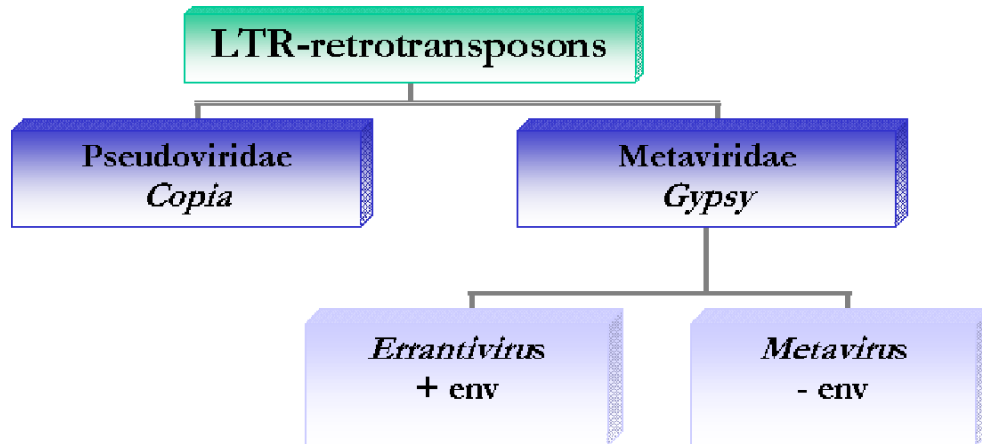 LTR-retrotransposons
Pseudoviridae
Copia
Metaviridae
Gypsy
Errantivirus
+ env
Metavirus
- env